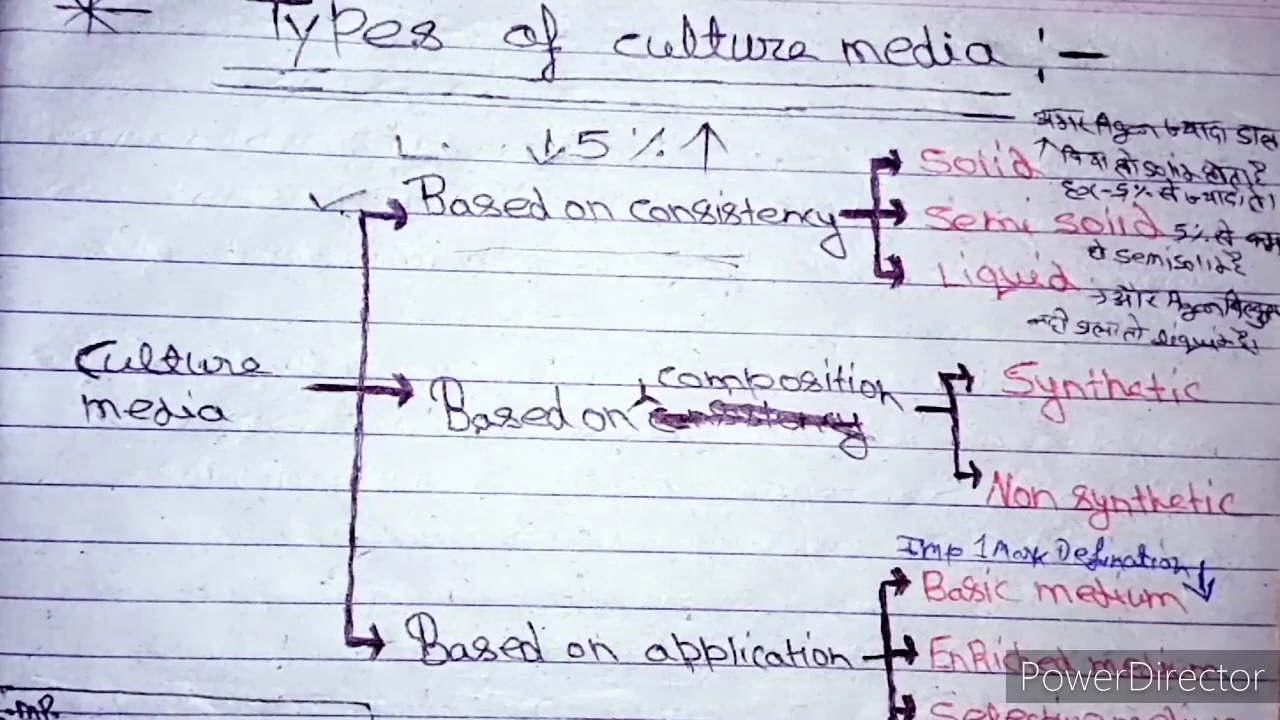 * Types of culture media :-
↓5 % ↑
अगर Agar ज्यादा डाल
दिया तो solid होता है
5% से ज्यादा तो
Based on consistency
Solid
Semi solid 5% से कम
तो semisolid है
Liquid → और Agar बिल्कुल
नही डाला तो liquid है।
Culture
media
Based on composition
Synthetic
Non synthetic
Imp 1 Mark Defination ↓
Based on application
Basic medium
EnRiched medium
PowerDirector